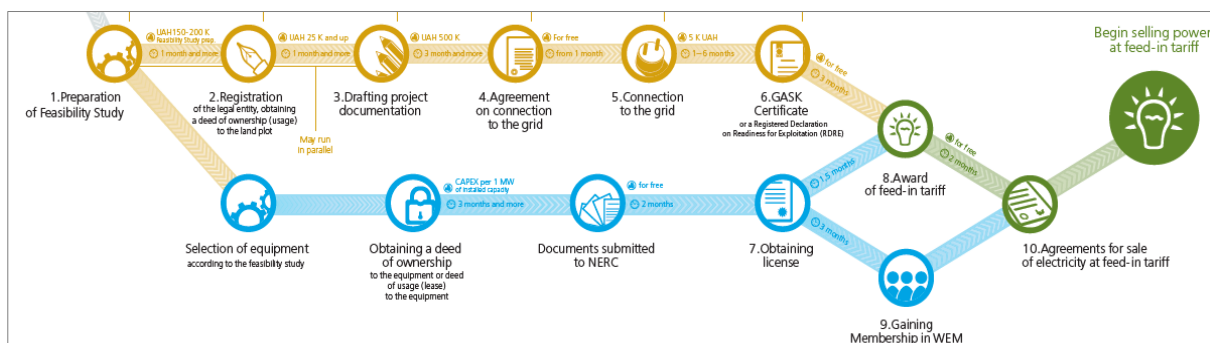 UAH150-200 K
Feasibility Study prep.
1 month and more
UAH 25 K and up
1 month and more
UAH 500 K
3 month and more
For free
from 1 month
5 K UAH
1—6 months
for free
3 months
Begin selling power
at feed-in tariff
1.Preparation
of Feasibility Study
2.Registration
of the legal entity, obtaining
a deed of ownership (usage)
to the land plot
May run
in parallel
3.Drafting project
documentation
4.Agreement
on connection
to the grid
5.Connection
to the grid
6.GASK
Certificate
or a Registered Declaration
on Readiness for Exploitation (RDRE)
8.Award
of feed-in tariff
for free
2 months
CAPEX per 1 MW
of installed capacity
3 months and more
for free
2 months
1,5 months
3 months
Selection of equipment
according to the feasibility study
Obtaining a deed
of ownership
to the equipment or deed
of usage (lease)
to the equipment
Documents submitted
to NERC
7.Obtaining
license
10.Agreements for sale
of electricity at feed-in tariff
9.Gaining
Membership in WEM